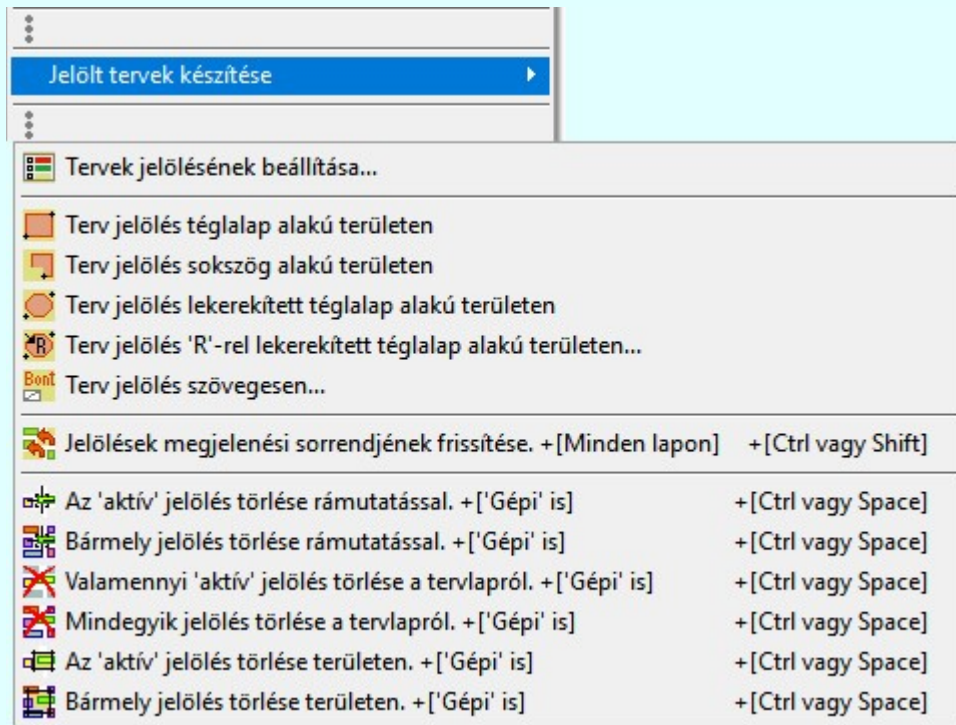 Jelölt tervek készítése
Tervek jelölésének beállítása...
Terv jelölés téglalap alakú területen
Terv jelölés sokszög alakú területen
Terv jelölés lekerekített téglalap alakú területen
R Terv jelölés 'R'-rel lekerekített téglalap alakú területen...
Bont Terv jelölés szövegesen...
Jelölések megjelenési sorrendjének frissítése. +[Minden lapon] +[Ctrl vagy Shift]
Az 'aktív' jelölés törlése rámutatással. +['Gépi' is] +[Ctrl vagy Space]
Bármely jelölés törlése rámutatással. +['Gépi' is] +[Ctrl vagy Space]
Valamennyi 'aktív' jelölés törlése a tervlapról. +['Gépi' is] +[Ctrl vagy Space]
Mindegyik jelölés törlése a tervlapról. +['Gépi' is] +[Ctrl vagy Space]
Az 'aktív' jelölés törlése területen. +['Gépi' is] +[Ctrl vagy Space]
Bármely jelölés törlése területen. +['Gépi' is] +[Ctrl vagy Space]